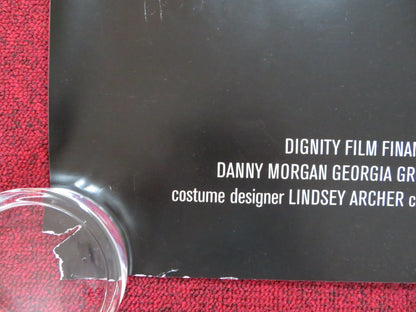 DIGNITY FILM FINAN
DANNY MORGAN GEORGIA GR
costume designer LINDSEY ARCHER c